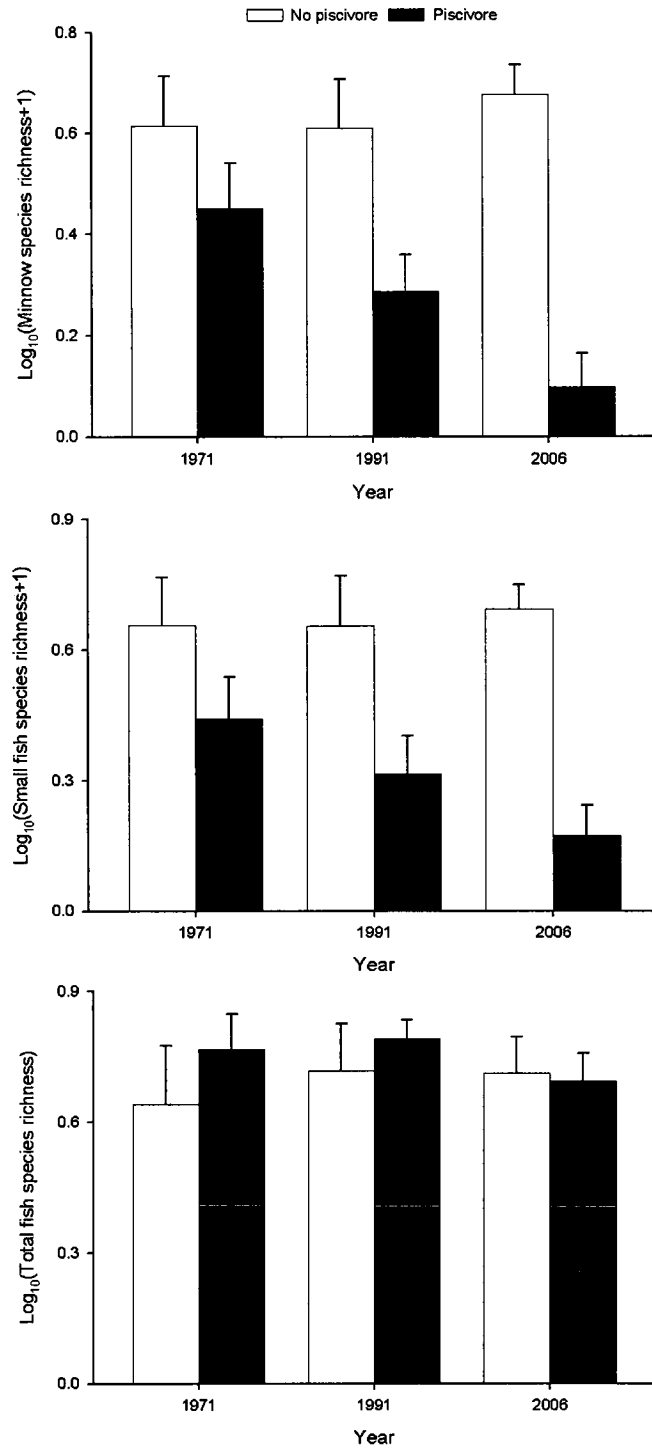 No piscivore Piscivore
Log10(Minnow species richness+1)
0.8
0.6
0.4
0.2
0.0
1971 1991 2006
Year
Log10(Small fish species richness+1)
0.9
0.6
0.3
0.0
1971 1991 2006
Year
Log10(Total fish species richness)
0.9
0.6
0.3
0.0
1971 1991 2006
Year